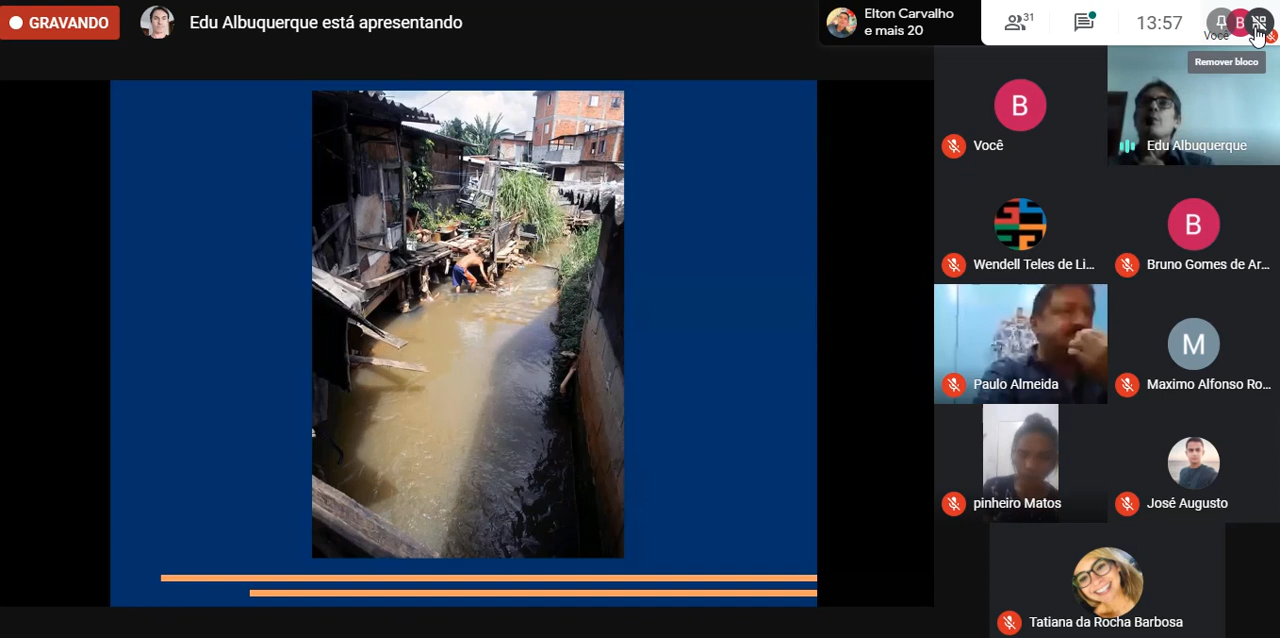 GRAVANDO
Edu Albuquerque está apresentando
Elton Carvalho
e mais 20
31
13:57
B
Você
Remover bloco
B
Você
Edu Albuquerque
Wendell Teles de Li...
B
Bruno Gomes de Ar...
Paulo Almeida
M
Maximo Alfonso Ro...
pinheiro Matos
José Augusto
Tatiana da Rocha Barbosa